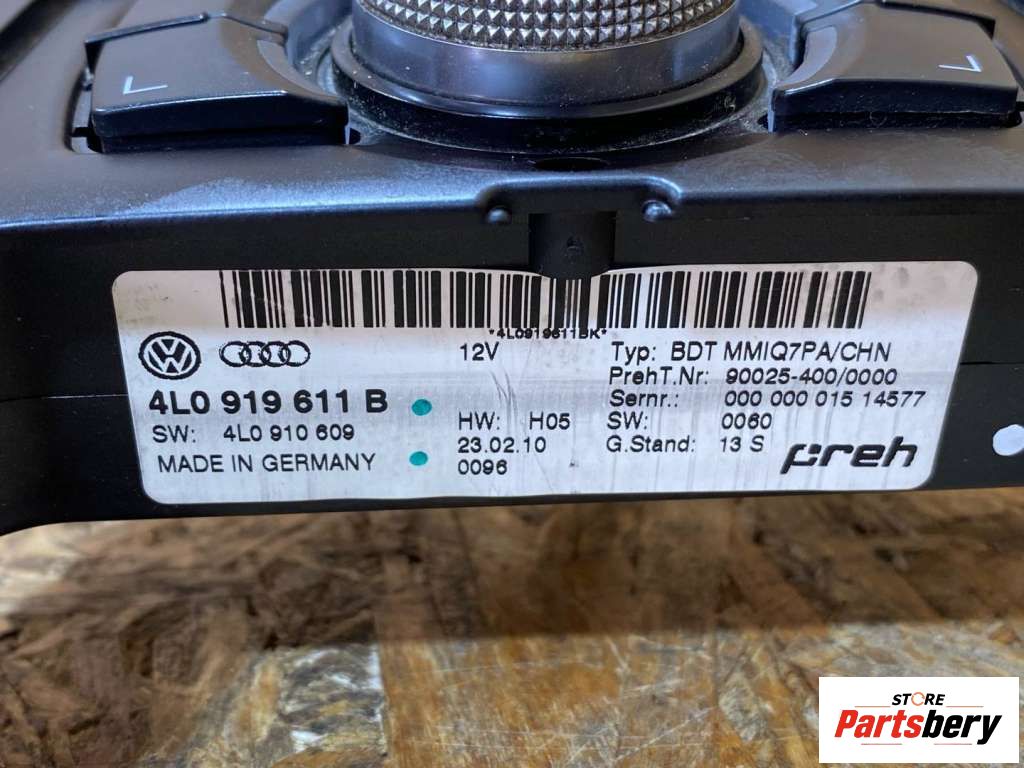 *4L0919611BK*
12V
Typ: BDT MMIQ7PA/CHN
PrehT.Nr: 90025-400/0000
4L0 919 611 B
Sernr.: 000 000 015 14577
SW: 4L0 910 609
HW: H05
SW: 0060
23.02.10
G.Stand: 13 S
MADE IN GERMANY
0096
preh
STORE
Partsbery